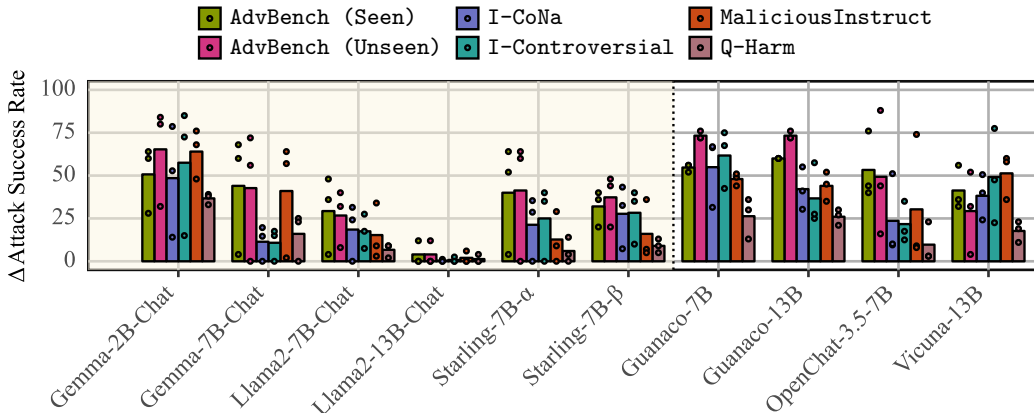 AdvBench (Seen)
I-CoNa
MaliciousInstruct
AdvBench (Unseen)
I-Controversial
Q-Harm
Δ Attack Success Rate
100
75
50
25
0
Gemma-2B-Chat
Gemma-7B-Chat
Llama2-7B-Chat
Llama2-13B-Chat
Starling-7B-α
Starling-7B-β
Guanaco-7B
Guanaco-13B
OpenChat-3.5-7B
Vicuna-13B